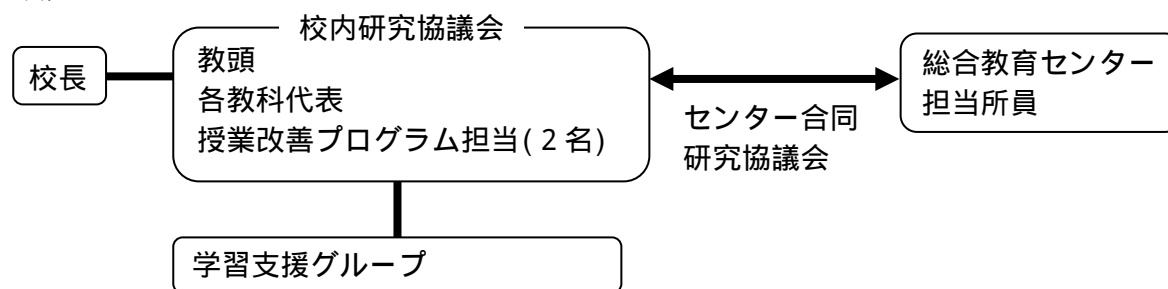 校内研究協議会
校長
教頭
各教科代表
授業改善プログラム担当(２名)
センター合同
研究協議会
総合教育センター
担当所員
学習支援グループ